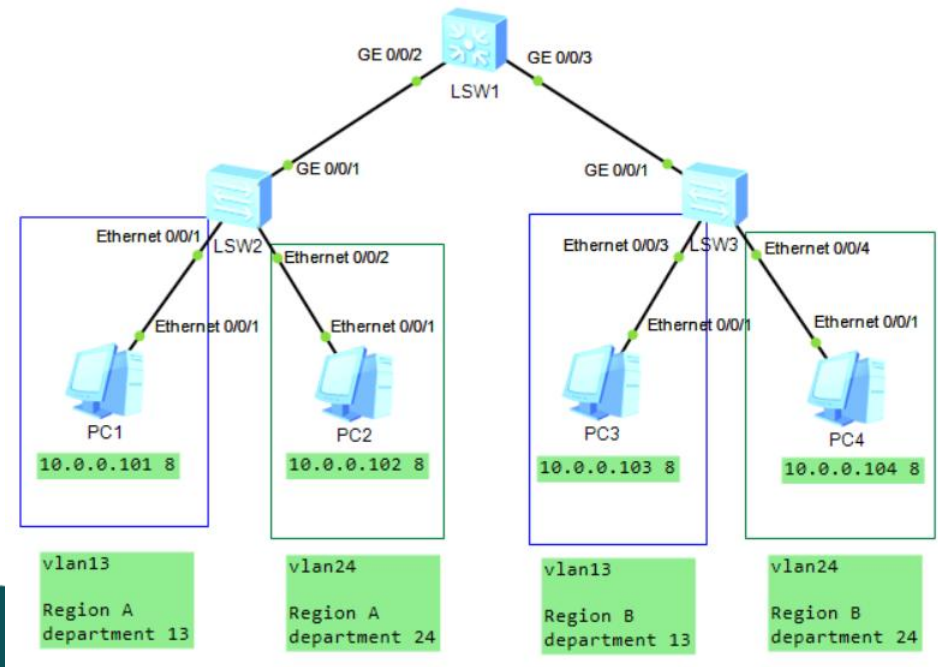 GE 0/0/2
GE 0/0/3
LSW1
GE 0/0/1
GE 0/0/1
Ethernet 0/0/1
LSW2
Ethernet 0/0/2
Ethernet 0/0/3
LSW3
Ethernet 0/0/4
Ethernet 0/0/1
Ethernet 0/0/1
Ethernet 0/0/1
Ethernet 0/0/1
PC1
PC2
PC3
PC4
10.0.0.101 8
10.0.0.102 8
10.0.0.103 8
10.0.0.104 8
vlan13
Region A
department 13
vlan24
Region A
department 24
vlan13
Region B
department 13
vlan24
Region B
department 24